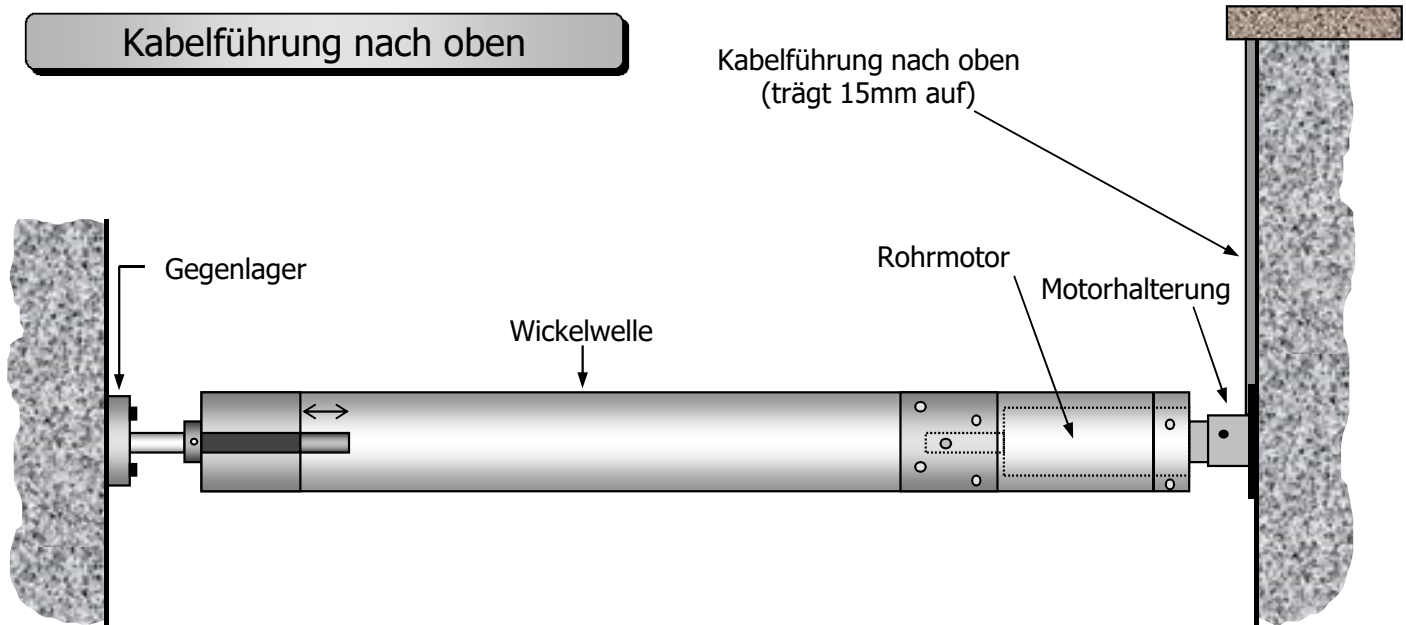 Kabelführung nach oben
Kabelführung nach oben
(trägt 15mm auf)
Gegenlager
Rohrmotor
Motorhalterung
Wickelwelle